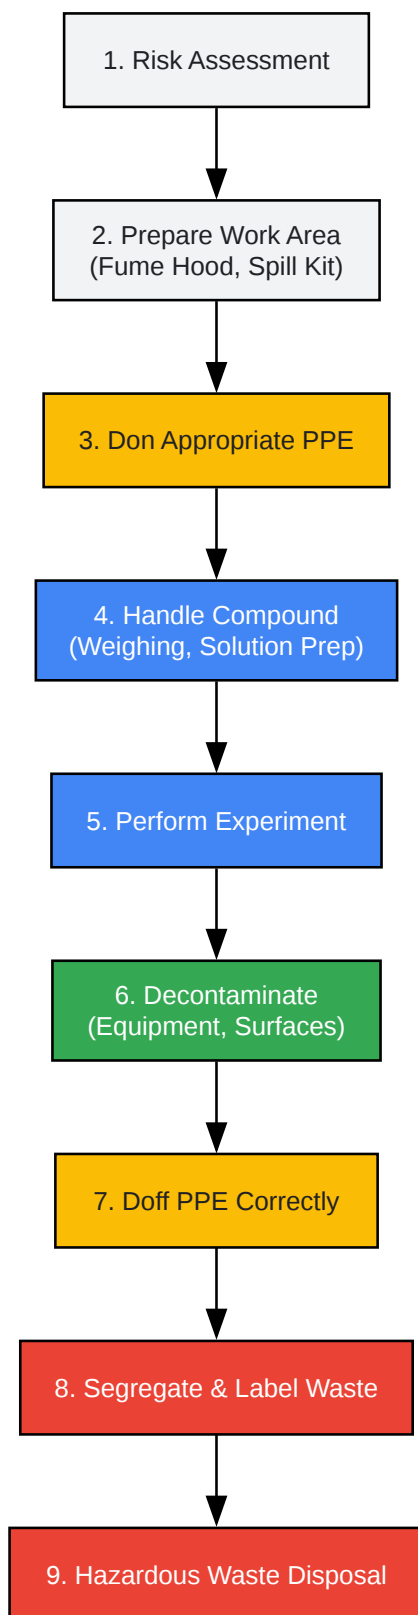 1. Risk Assessment
2. Prepare Work Area
(Fume Hood, Spill Kit)
3. Don Appropriate PPE
4. Handle Compound
(Weighing, Solution Prep)
5. Perform Experiment
6. Decontaminate
(Equipment, Surfaces)
7. Doff PPE Correctly
8. Segregate & Label Waste
9. Hazardous Waste Disposal